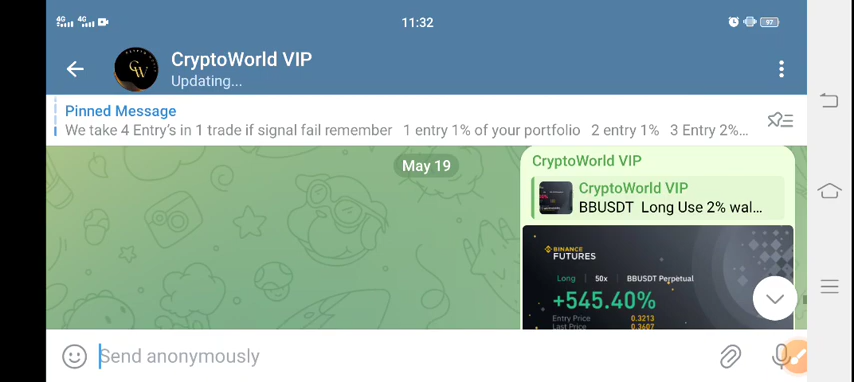 4G 4G 11:32 97
CryptoWorld VIP
Updating...
Pinned Message
We take 4 Entry's in 1 trade if signal fail remember 1 entry 1% of your portfolio 2 entry 1% 3 Entry 2%...
May 19
CryptoWorld VIP
CryptoWorld VIP
BBUSDT Long Use 2% wal...
BINANCE
FUTURES
Long 50x BBUSDT Perpetual
+545.40%
Entry Price 0.3213
Last Price 0.3607
Send anonymously